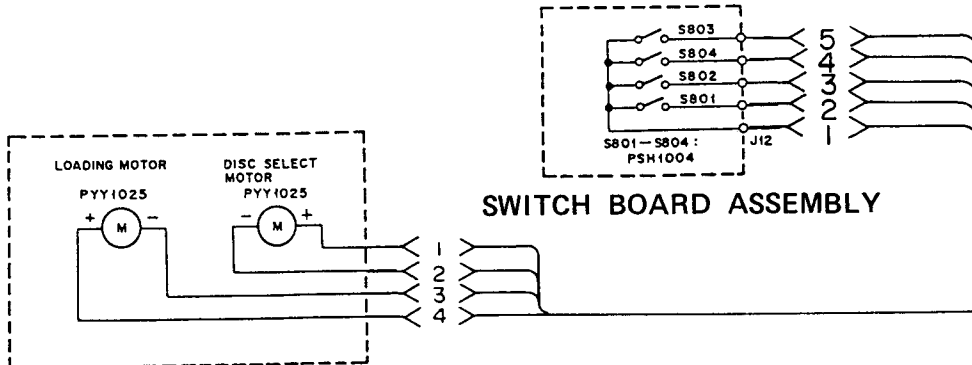 S803
S804
S802
S801
5
4
3
2
1
S801—S804:
PSH1004
J12
SWITCH BOARD ASSEMBLY
LOADING MOTOR
PYY1025
+ M -
DISC SELECT
MOTOR
PYY1025
- M +
1
2
3
4